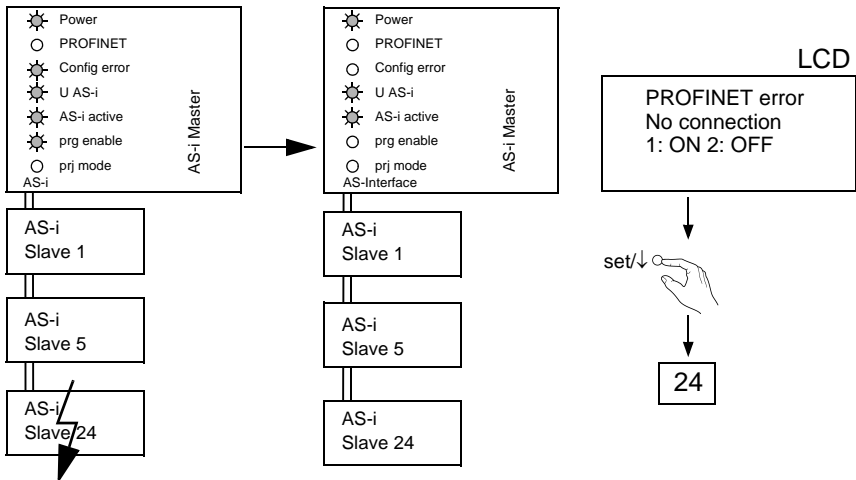 Power
PROFINET
Config error
U AS-i
AS-i active
prg enable
prj mode
AS-i
AS-i Master
AS-i
Slave 1
AS-i
Slave 5
AS-i
Slave 24
Power
PROFINET
Config error
U AS-i
AS-i active
prg enable
prj mode
AS-Interface
AS-i Master
AS-i
Slave 1
AS-i
Slave 5
AS-i
Slave 24
LCD
PROFINET error
No connection
1: ON 2: OFF
set/↓
24